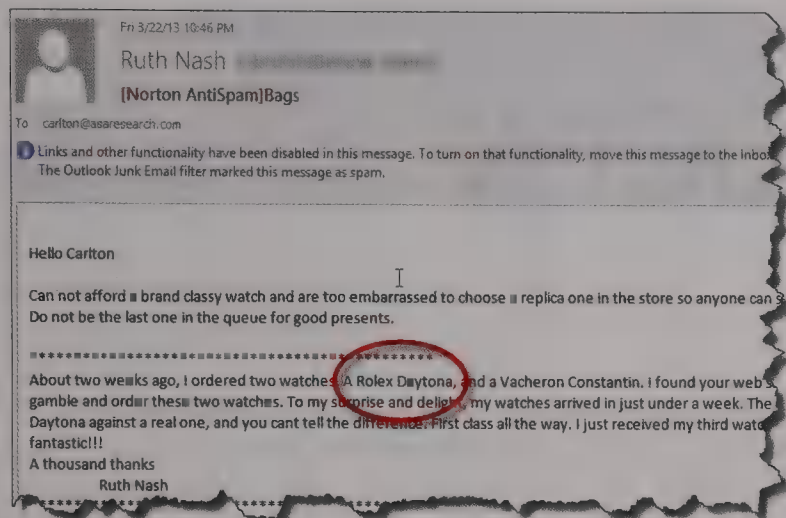 Fri 3/22/13 10:46 PM
Ruth Nash
[Norton AntiSpam]Bags
To carlton@asaresearch.com
Links and other functionality have been disabled in this message. To turn on that functionality, move this message to the Inbox
The Outlook Junk Email filter marked this message as spam.
Hello Carlton
Can not afford a brand classy watch and are too embarrassed to choose a replica one in the store so anyone can
Do not be the last one in the queue for good presents.
About two weeks ago, I ordered two watches A Rolex Daytona, and a Vacheron Constantin. I found your web
gamble and order these two watches. To my surprise and delight, my watches arrived in just under a week. The
Daytona against a real one, and you cant tell the difference. First class all the way. I just received my third
fantastic!!!
A thousand thanks
Ruth Nash